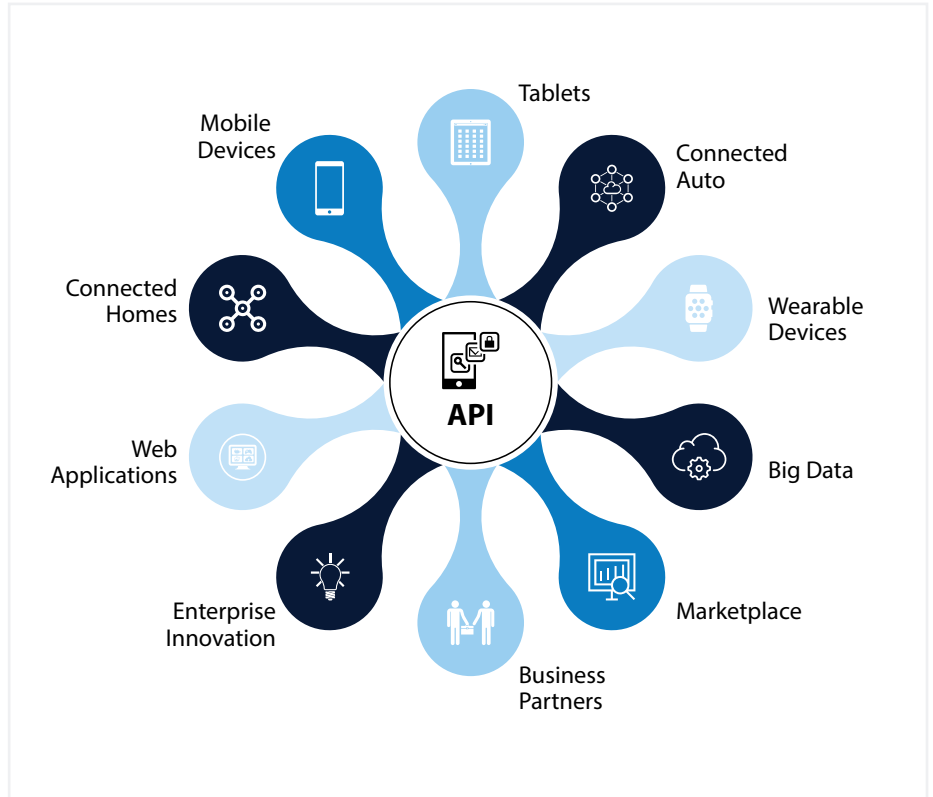 Tablets
Mobile
Devices
Connected
Auto
Connected
Homes
Wearable
Devices
API
Web
Applications
Big Data
Enterprise
Innovation
Marketplace
Business
Partners